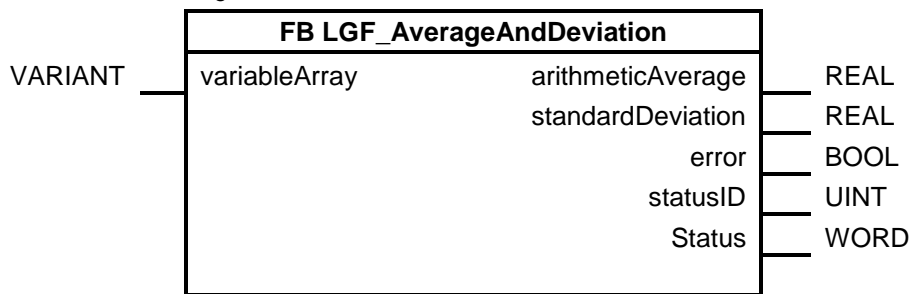 FB LGF_AverageAndDeviation
VARIANT variableArray arithmeticAverage REAL
standardDeviation REAL
error BOOL
statusID UINT
Status WORD